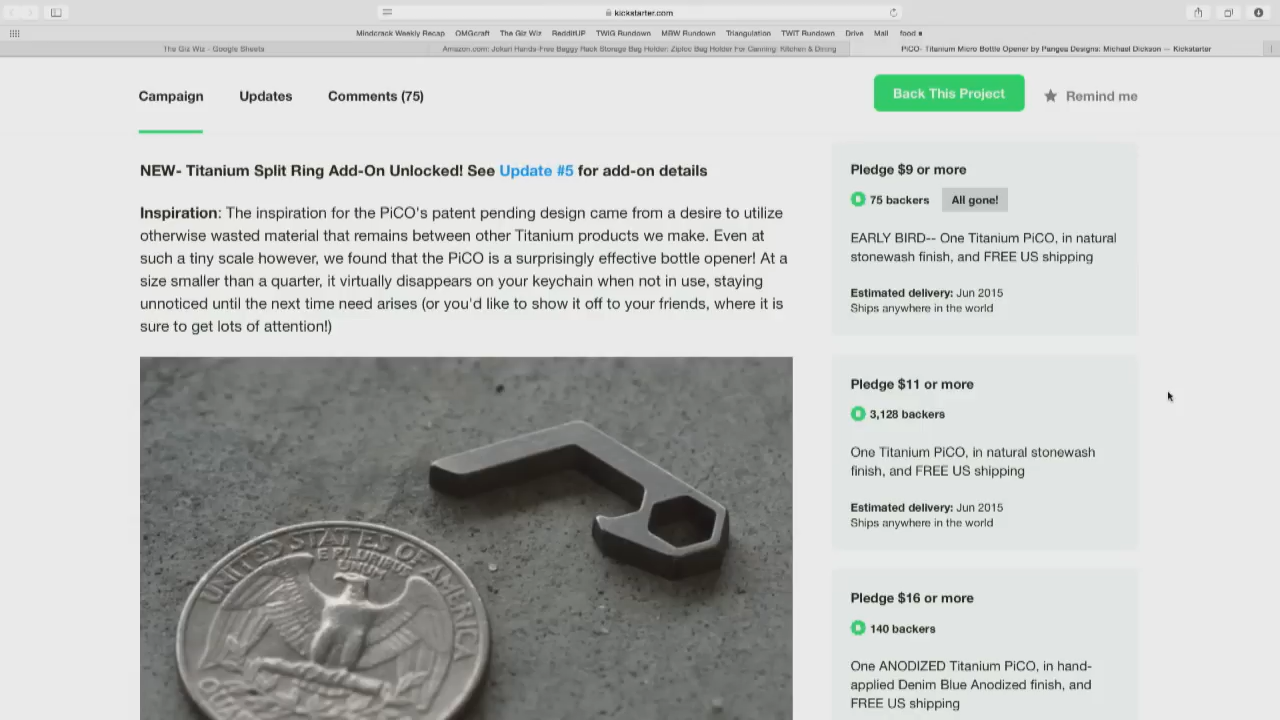 kickstarter.com
Mindcrack Weekly Recap OMGcraft The Giz Wiz RedditUP TWiG Rundown MBW Rundown Triangulation TWiT Rundown Drive Mail food
The Giz Wiz - Google Sheets
Amazon.com: Jokari Hands-Free Baggy Rack Storage Bag Holder: Ziploc Bag Holder For Canning: Kitchen & Dining
PiCO- Titanium Micro Bottle Opener by Pangea Designs: Michael Dickson — Kickstarter
Campaign
Updates
Comments (75)
Back This Project
Remind me
NEW- Titanium Split Ring Add-On Unlocked! See Update #5 for add-on details
Inspiration: The inspiration for the PiCO's patent pending design came from a desire to utilize
otherwise wasted material that remains between other Titanium products we make. Even at
such a tiny scale however, we found that the PiCO is a surprisingly effective bottle opener! At a
size smaller than a quarter, it virtually disappears on your keychain when not in use, staying
unnoticed until the next time need arises (or you'd like to show it off to your friends, where it is
sure to get lots of attention!)
UNITED STATES OF AMERICA
E PLURIBUS
UNUM
Pledge $9 or more
75 backers
All gone!
EARLY BIRD-- One Titanium PiCO, in natural
stonewash finish, and FREE US shipping
Estimated delivery: Jun 2015
Ships anywhere in the world
Pledge $11 or more
3,128 backers
One Titanium PiCO, in natural stonewash
finish, and FREE US shipping
Estimated delivery: Jun 2015
Ships anywhere in the world
Pledge $16 or more
140 backers
One ANODIZED Titanium PiCO, in hand-
applied Denim Blue Anodized finish, and
FREE US shipping